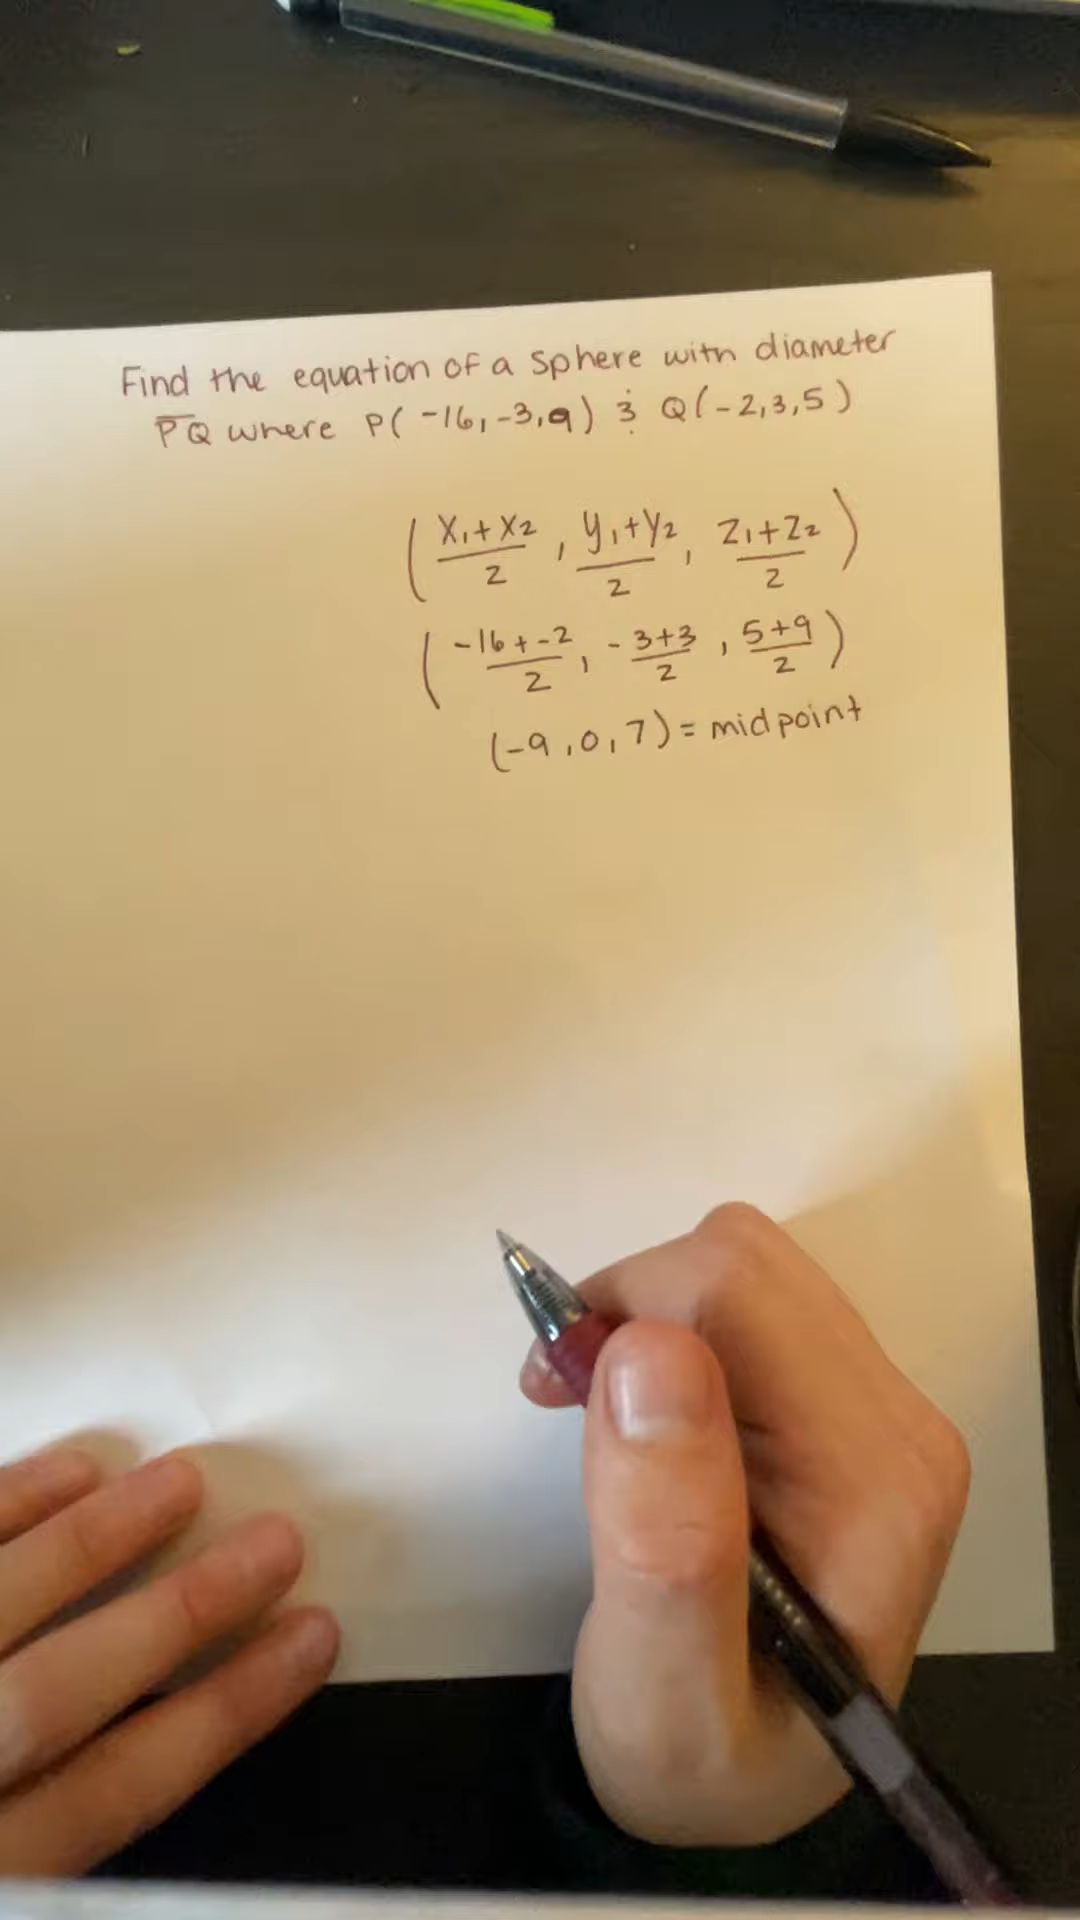 Find the equation of a sphere with diameter
P̅Q where P(-16,-3,9) & Q(-2,3,5)
(X₁+X₂/2, y₁+y₂/2, Z₁+Z₂/2)
(-16+-2/2, -3+3/2, 5+9/2)
(-9,0,7)=midpoint